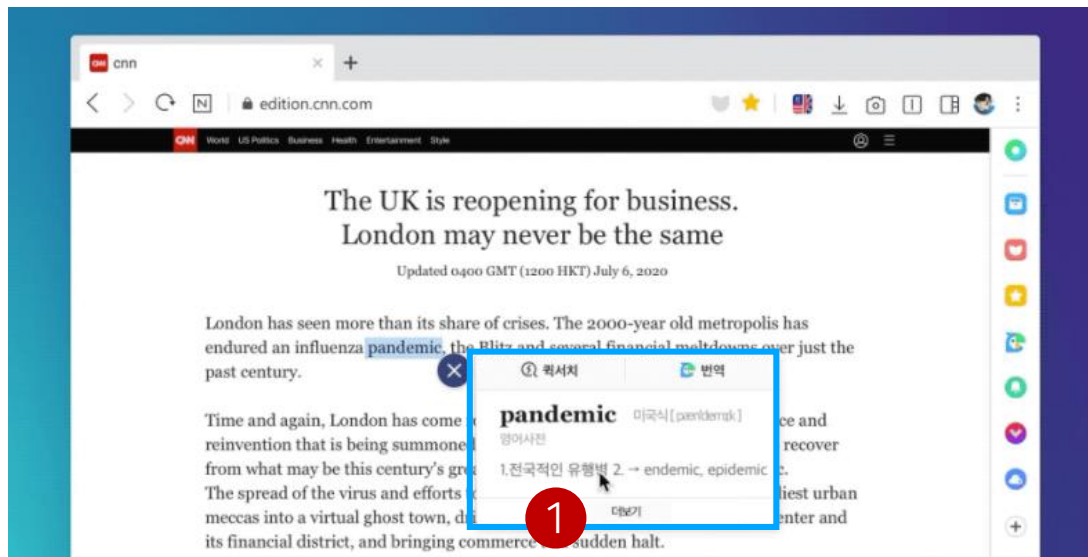 CNN cnn × +
N edition.cnn.com
CNN World US Politics Business Health Entertainment Style
The UK is reopening for business.
London may never be the same
Updated 0400 GMT (1200 HKT) July 6, 2020
London has seen more than its share of crises. The 2000-year old metropolis has
endured an influenza pandemic, the Blitz and several financial meltdowns over just the
past century.
퀵서치 번역
pandemic 미국식
영어사전
1.전국적인 유행병 2. → endemic, epidemic
더보기
1
Time and again, London has come ce and
reinvention that is being summoned recover
from what may be this century's c.
The spread of the virus and efforts liest urban
meccas into a virtual ghost town, enter and
its financial district, and bringing commerce sudden halt.